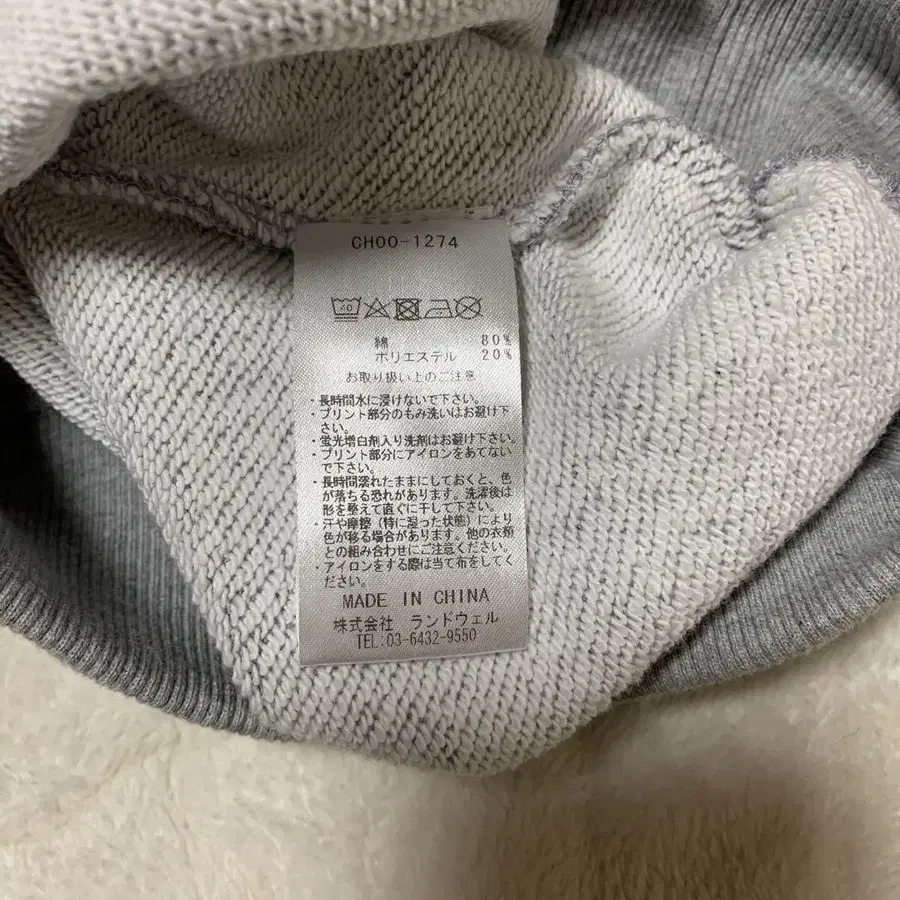 CH00-1274
40
綿 80%
ポリエステル 20%
お取り扱い上のご注意
・長時間水に浸けないで下さい。
・プリント部分のもみ洗いはお避け下
さい。
・蛍光増白剤入り洗剤はお避け下さい。
・プリント部分にアイロンをあてない
で下さい。
・長時間濡れたままにしておくと、色
が落ちる恐れがあります。洗濯後は
形を整えて直ぐに干して下さい。
・汗や摩擦（特に湿った状態）により
色が移る場合があります。他の衣類
との組み合わせにご注意ください。
・アイロンをする際は当て布をしてく
ださい。
MADE IN CHINA
株式会社 ランドウェル
TEL:03-6432-9550